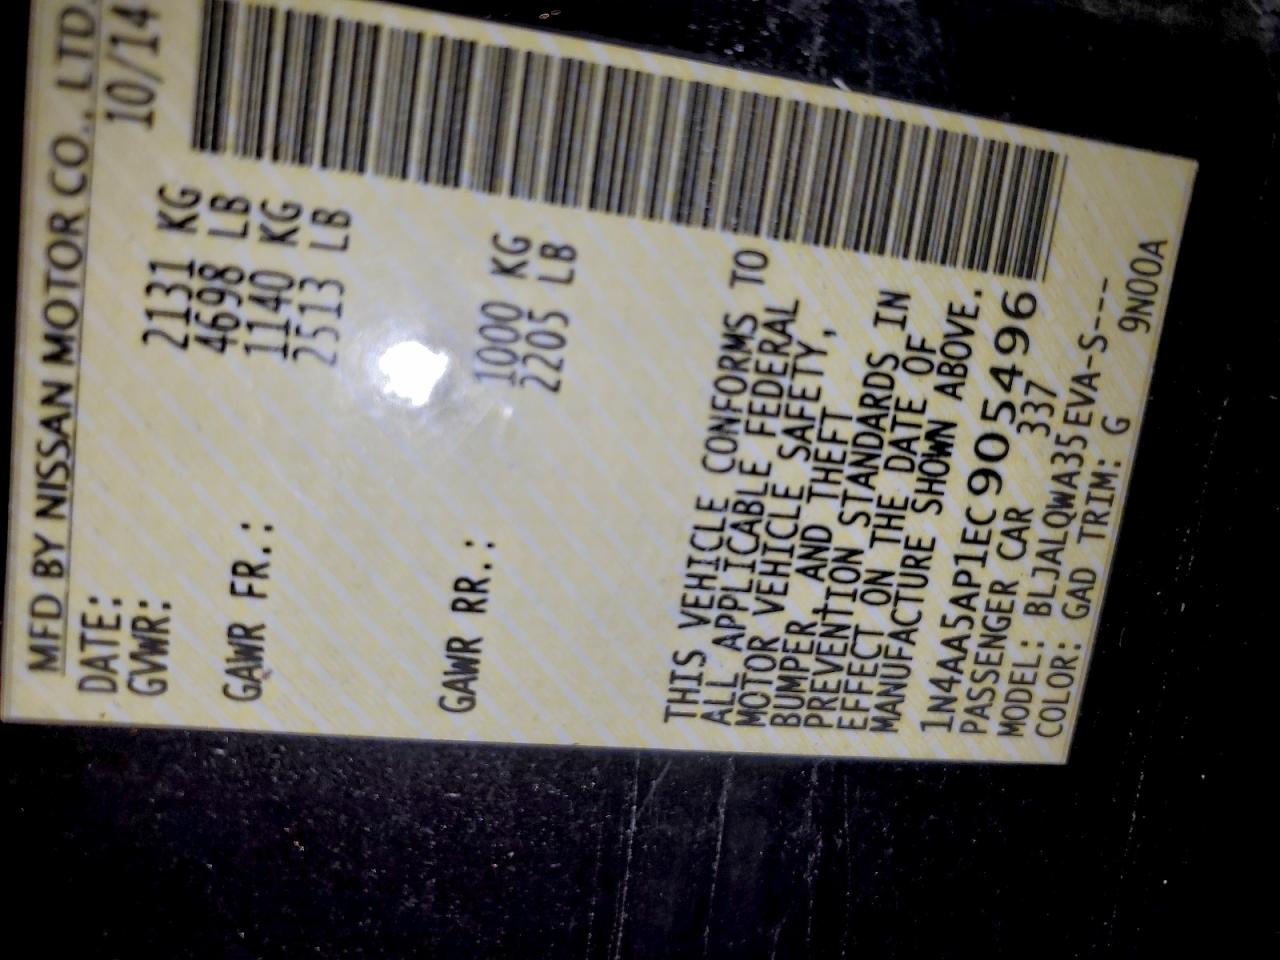 MFD BY NISSAN MOTOR CO., LTD.
DATE: 10/14
GVWR: 2131 KG
4698 LB
GAWR FR.: 1140 KG
2513 LB
GAWR RR.: 1000 KG
2205 LB
THIS VEHICLE CONFORMS TO
ALL APPLICABLE FEDERAL
MOTOR VEHICLE SAFETY,
BUMPER, AND THEFT
PREVENTION STANDARDS IN
EFFECT ON THE DATE OF
MANUFACTURE SHOWN ABOVE.
1N4AA5AP1EC905496
PASSENGER CAR 337
MODEL: BLJALQWA35EVA-S----
COLOR: GAD TRIM: G
9N00A